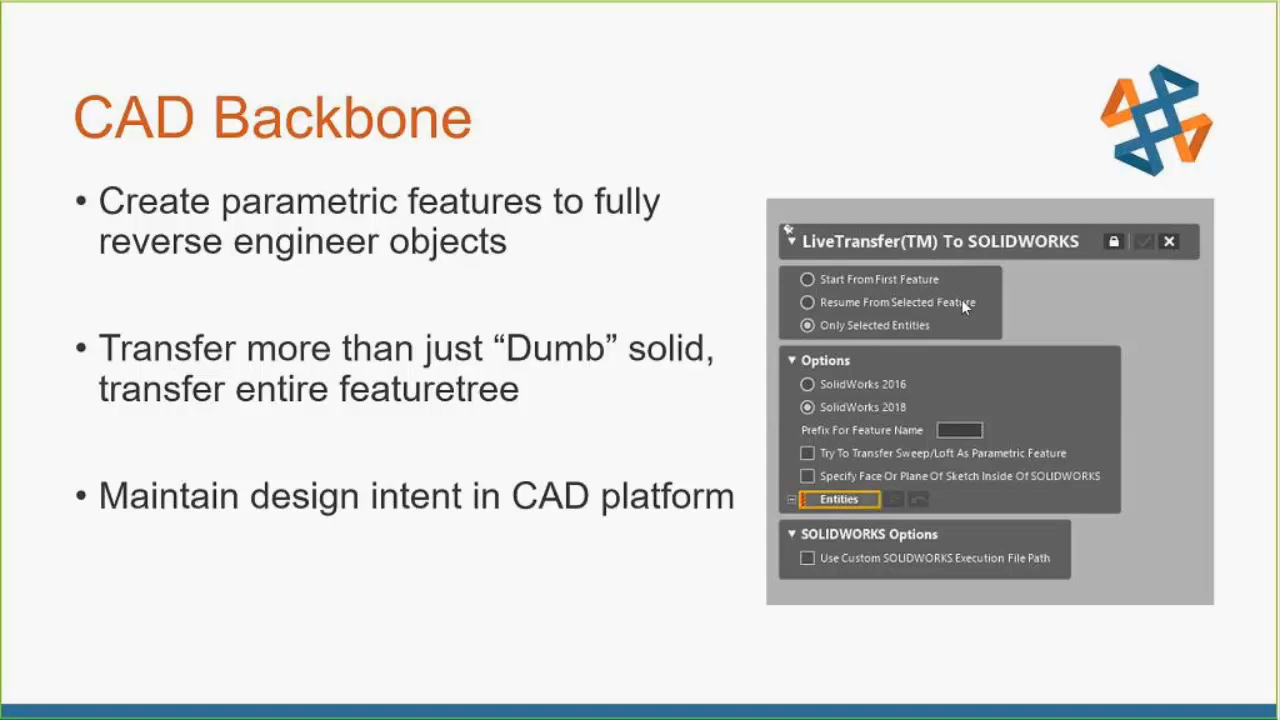 CAD Backbone
• Create parametric features to fully
reverse engineer objects
• Transfer more than just “Dumb” solid,
transfer entire featuretree
• Maintain design intent in CAD platform
LiveTransfer(TM) To SOLIDWORKS
Start From First Feature
Resume From Selected Feature
Only Selected Entities
Options
SolidWorks 2016
SolidWorks 2018
Prefix For Feature Name
Try To Transfer Sweep/Loft As Parametric Feature
Specify Face Or Plane Of Sketch Inside Of SOLIDWORKS
Entities
SOLIDWORKS Options
Use Custom SOLIDWORKS Execution File Path